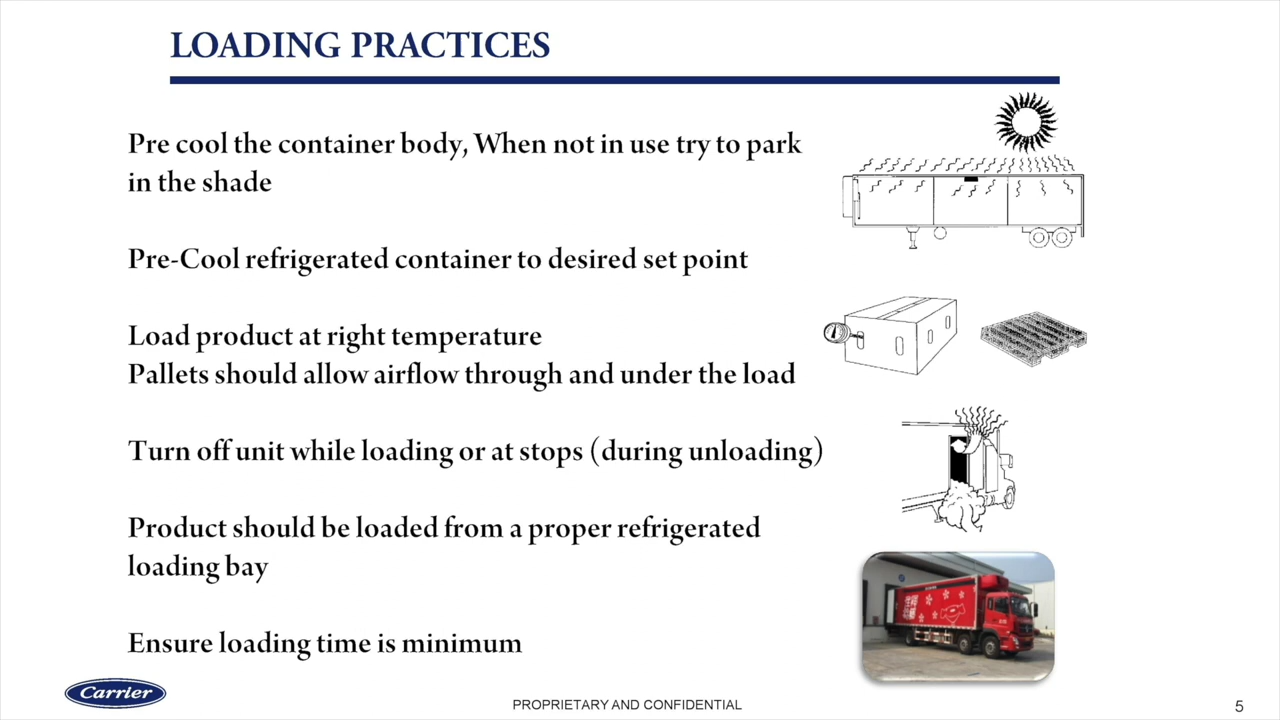 LOADING PRACTICES
Pre cool the container body, When not in use try to park
in the shade
Pre-Cool refrigerated container to desired set point
Load product at right temperature
Pallets should allow airflow through and under the load
Turn off unit while loading or at stops (during unloading)
Product should be loaded from a proper refrigerated
loading bay
Ensure loading time is minimum
Carrier
PROPRIETARY AND CONFIDENTIAL
5